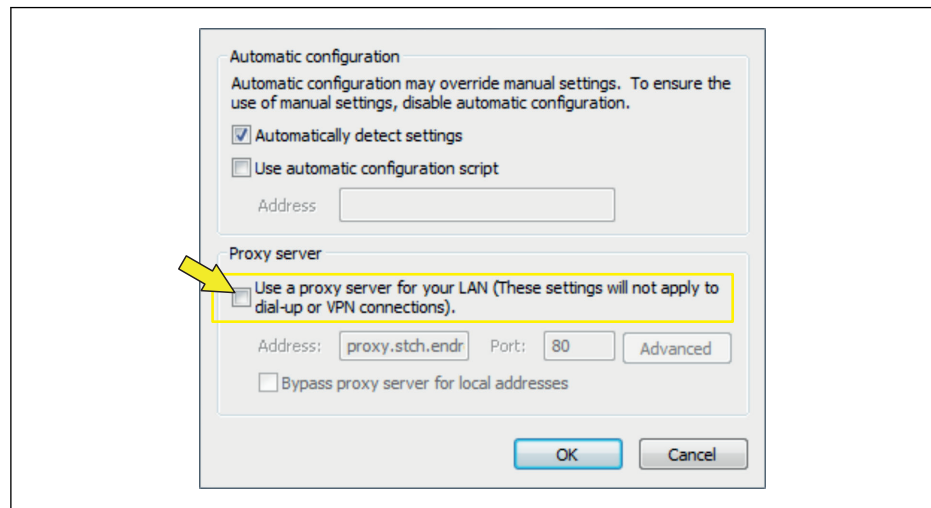 Automatic configuration
Automatic configuration may override manual settings. To ensure the
use of manual settings, disable automatic configuration.
Automatically detect settings
Use automatic configuration script
Address
Proxy server
Use a proxy server for your LAN (These settings will not apply to
dial-up or VPN connections).
Address: proxy.stch.endr Port: 80 Advanced
Bypass proxy server for local addresses
OK Cancel